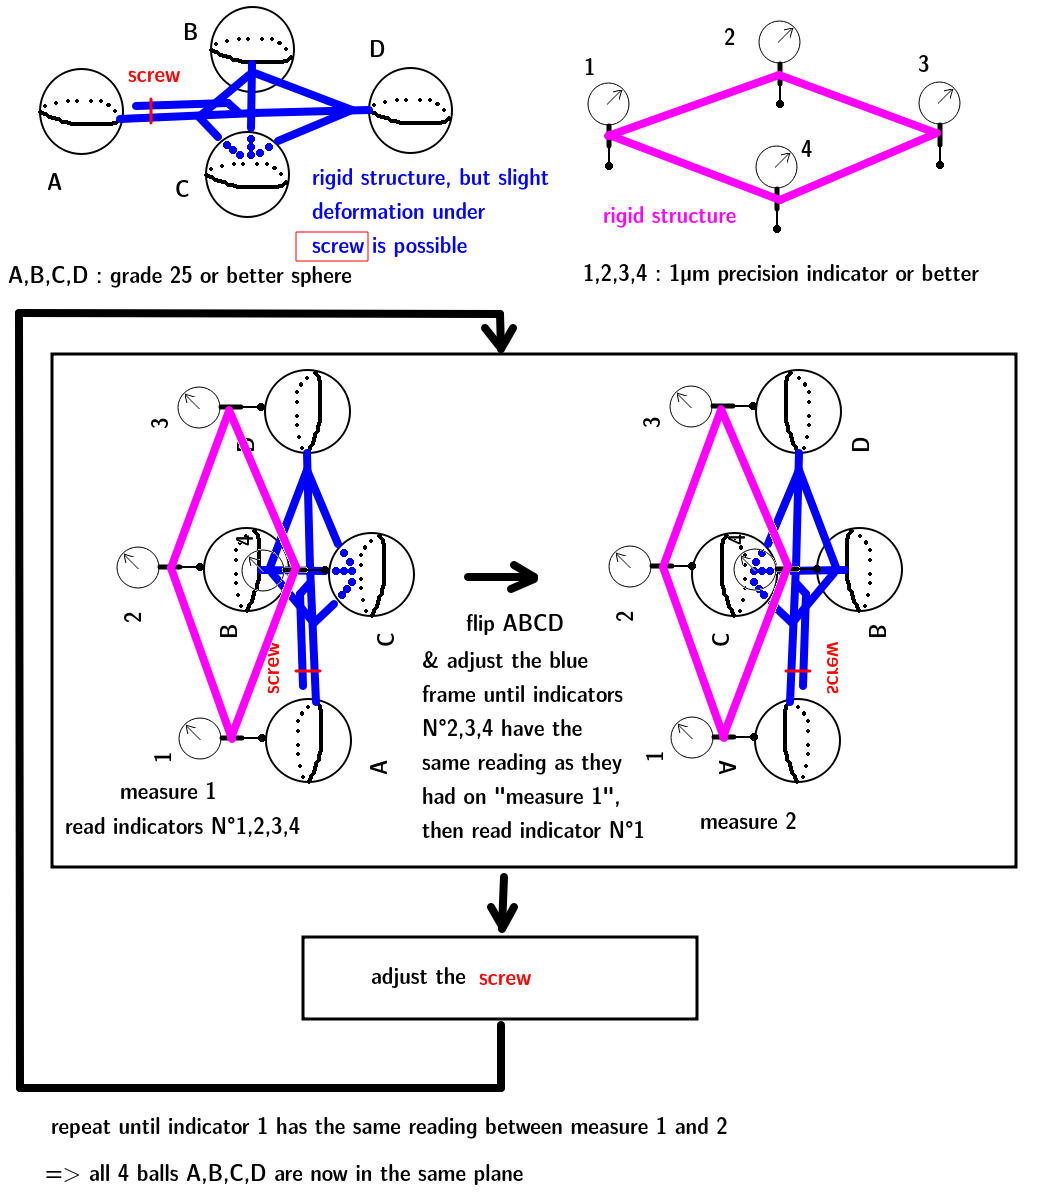 B
D
screw
A
C
rigid structure, but slight
deformation under
screw is possible
A,B,C,D : grade 25 or better sphere
2
1
3
4
rigid structure
1,2,3,4 : 1µm precision indicator or better
3
D
4
2
B
C
screw
1
A
measure 1
read indicators N°1,2,3,4
flip ABCD
& adjust the blue
frame until indicators
N°2,3,4 have the
same reading as they
had on "measure 1",
then read indicator N°1
3
D
4
2
C
B
screw
1
A
measure 2
adjust the screw
repeat until indicator 1 has the same reading between measure 1 and 2
=> all 4 balls A,B,C,D are now in the same plane